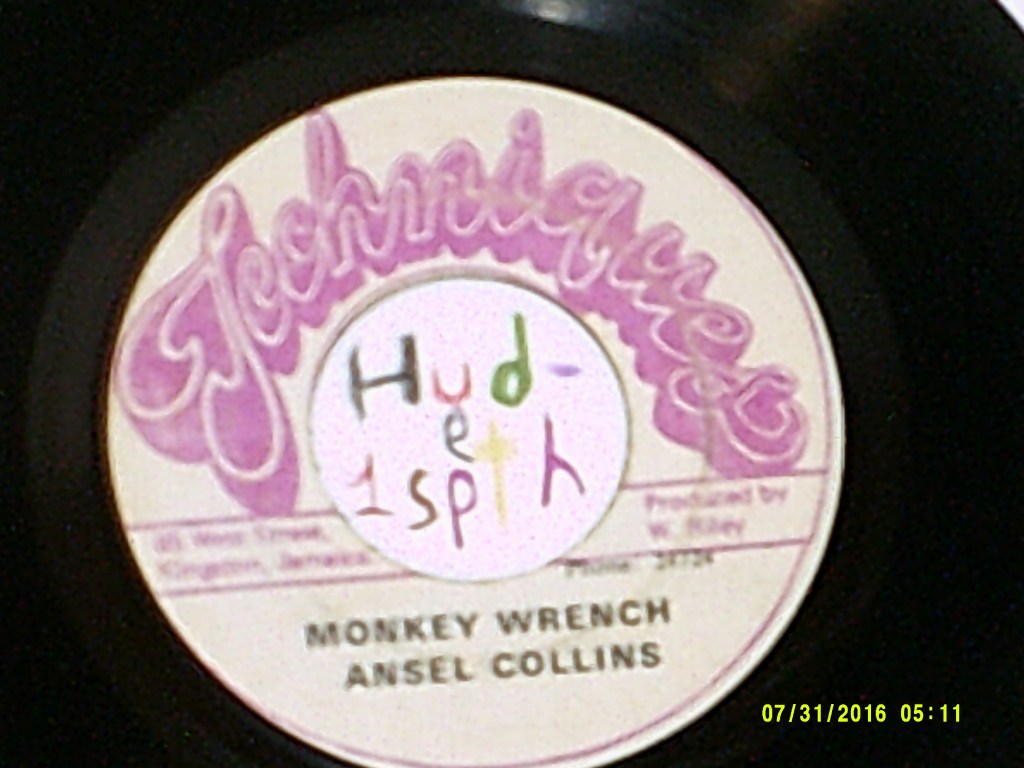 Techniques
Hud-
e
1spth
Produced by
W. Riley
Kingston, Jamaica
Phone:
MONKEY WRENCH
ANSEL COLLINS
07/31/2016 05:11